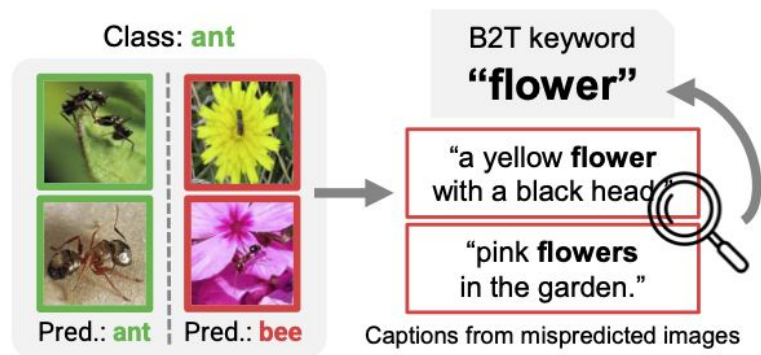 Class: ant
Pred.: ant
Pred.: bee
B2T keyword
“flower”
“a yellow flower
with a black head.”
“pink flowers
in the garden.”
Captions from mispredicted images